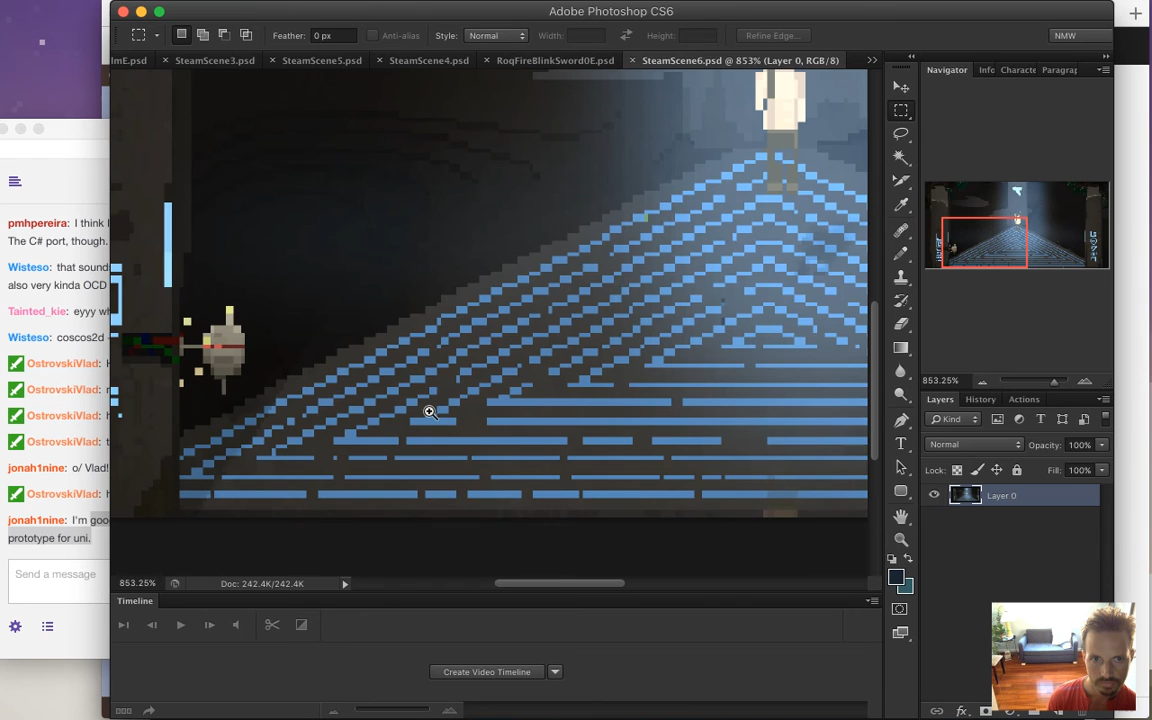 Adobe Photoshop CS6
Feather: 0 px
Anti-alias
Style: Normal
Width:
Height:
Refine Edge...
NMW
ImE.psd
SteamScene3.psd
SteamScene5.psd
SteamScene4.psd
RoqFireBlinkSword0E.psd
SteamScene6.psd @ 853% (Layer 0, RGB/8)
Navigator
Info
Characte
Paragrap
853.25%
Layers
History
Actions
Kind
Normal
Opacity: 100%
Lock:
Fill: 100%
Layer 0
pmhpereira: I think I
The C# port, though.
Wisteso: that sound
also very kinda OCD
Tainted_kie: eyyy wh
Wisteso: coscos2d -
OstrovskiVlad:
OstrovskiVlad:
OstrovskiVlad:
OstrovskiVlad: t
jonah1nine: o/ Vlad!
OstrovskiVlad:
jonah1nine: I'm goo
prototype for uni.
Send a message
853.25%
Doc: 242.4K/242.4K
Timeline
Create Video Timeline
fx